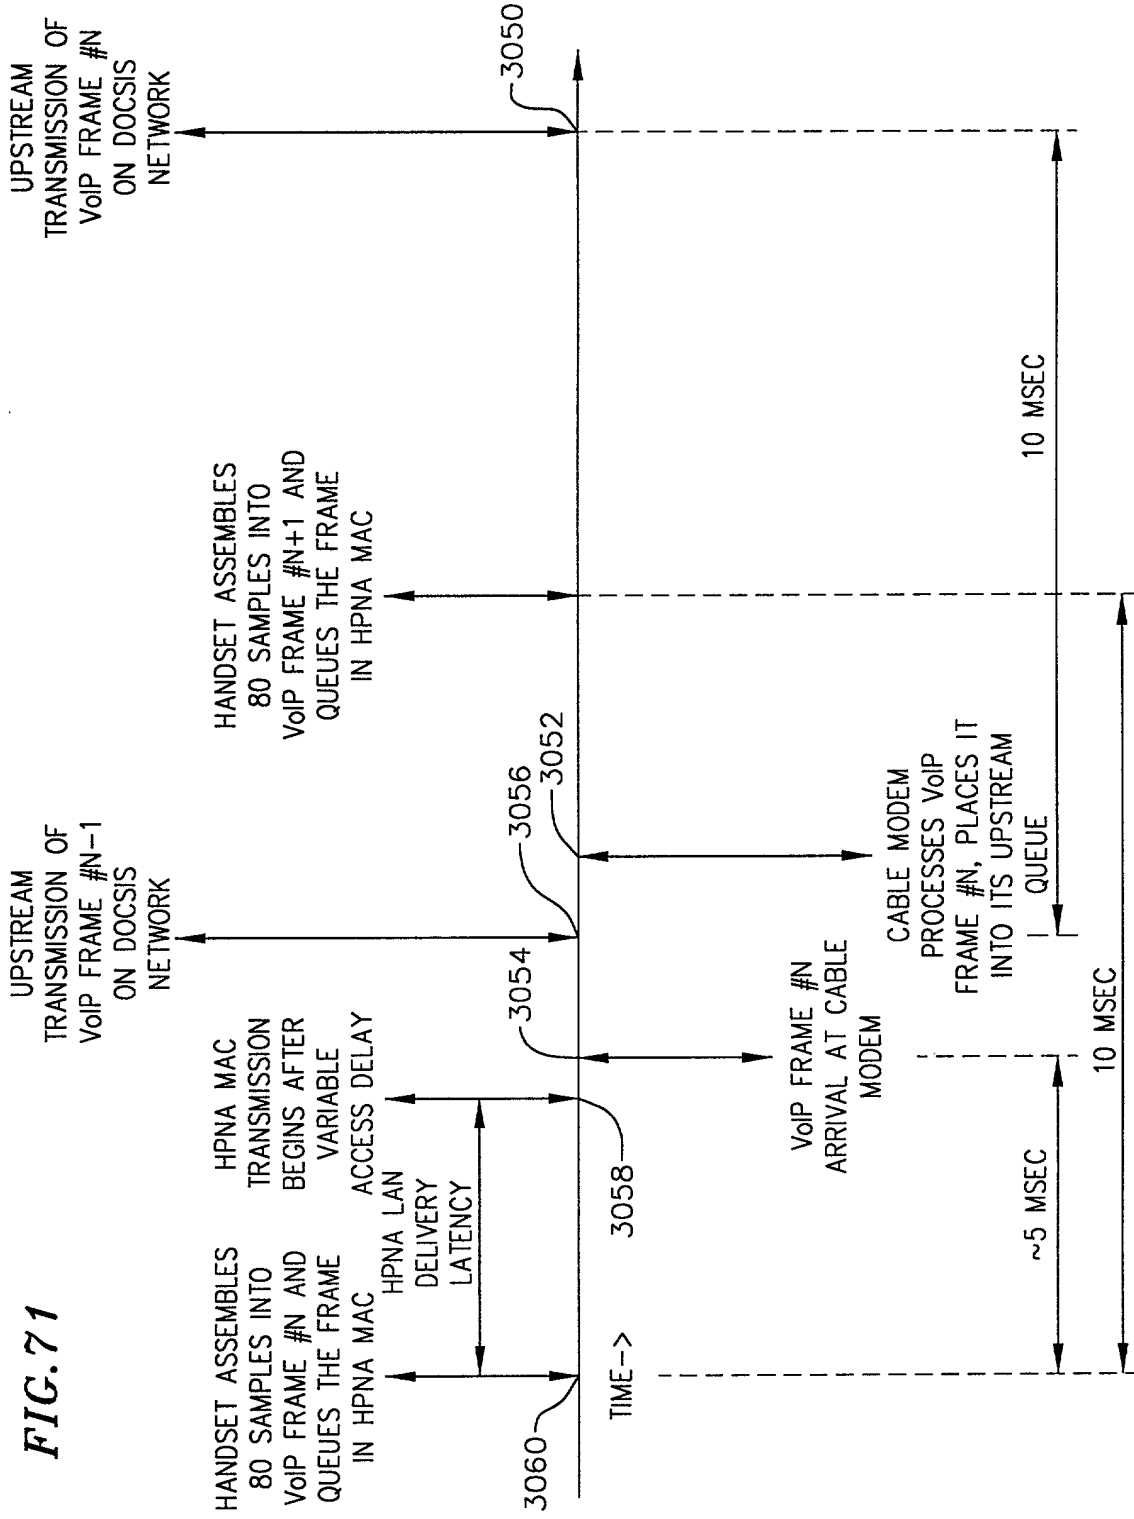 FIG.71
HANDSET ASSEMBLES
80 SAMPLES INTO
VoIP FRAME #N AND
QUEUES THE FRAME
IN HPNA MAC
HPNA MAC
TRANSMISSION
BEGINS AFTER
VARIABLE
ACCESS DELAY
HPNA LAN
DELIVERY
LATENCY
UPSTREAM
TRANSMISSION OF
VoIP FRAME #N-1
ON DOCSIS
NETWORK
HANDSET ASSEMBLES
80 SAMPLES INTO
VoIP FRAME #N+1 AND
QUEUES THE FRAME
IN HPNA MAC
UPSTREAM
TRANSMISSION OF
VoIP FRAME #N
ON DOCSIS
NETWORK
3060
3054
3056
3052
3050
TIME-->
3058
VoIP FRAME #N
ARRIVAL AT CABLE
MODEM
CABLE MODEM
PROCESSES VoIP
FRAME #N, PLACES IT
INTO ITS UPSTREAM
QUEUE
~5 MSEC
10 MSEC
10 MSEC